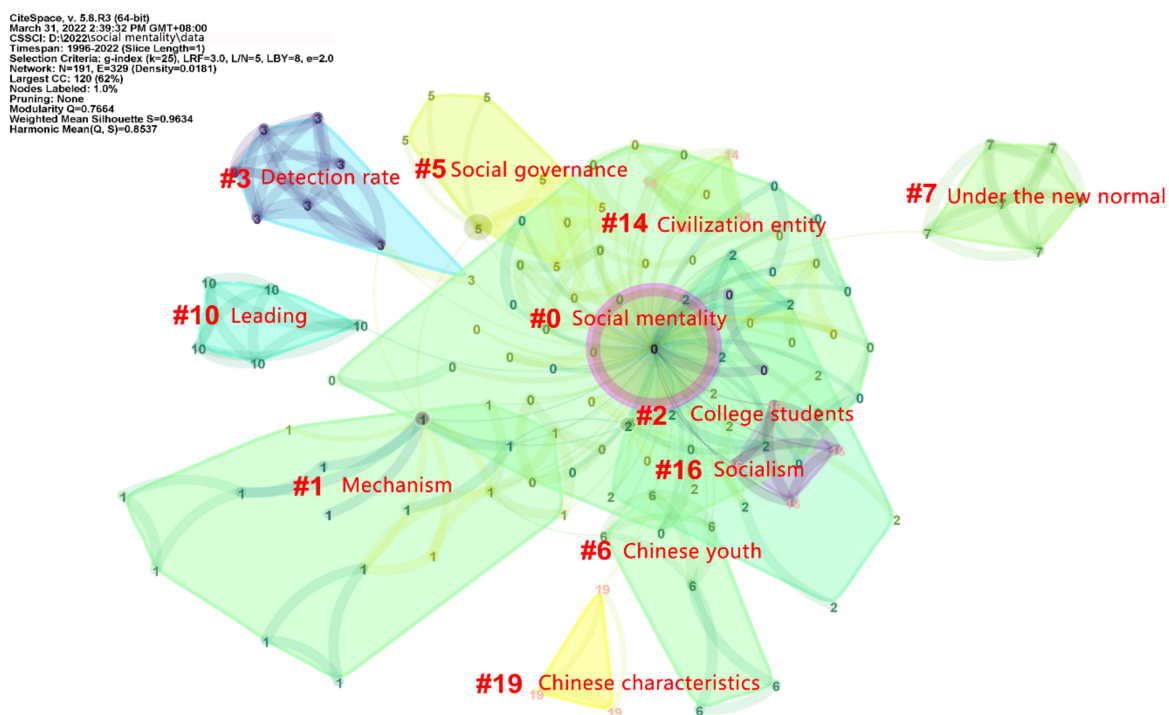 CiteSpace, v. 5.8.R3 (64-bit)
March 31, 2022 2:39:32 PM GMT+08:00
CSSCI: D:\2022\social mentality\data
Timespan: 1996-2022 (Slice Length=1)
Selection Criteria: g-index (k=25), LRF=3.0, L/N=5, LBY=8, e=2.0
Network: N=191, E=329 (Density=0.0181)
Largest CC: 120 (62%)
Nodes Labeled: 1.0%
Pruning: None
Modularity Q=0.7664
Weighted Mean Silhouette S=0.9634
Harmonic Mean(Q, S)=0.8537
#3 Detection rate
#5 Social governance
#7 Under the new normal
#14 Civilization entity
#10 Leading
#0 Social mentality
#2 College students
#16 Socialism
#1 Mechanism
#6 Chinese youth
#19 Chinese characteristics